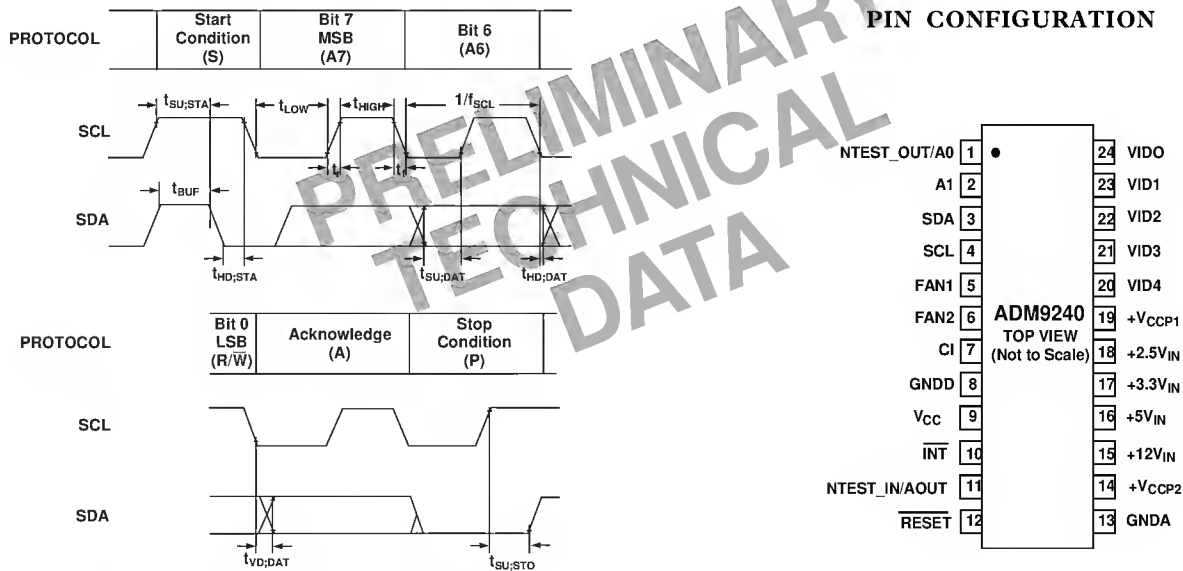 PROTOCOL
Start
Condition
(S)
Bit 7
MSB
(A7)
Bit 6
(A6)
SCL
tSU;STA
tLOW
tHIGH
1/fSCL
tr
tf
SDA
tBUF
tHD;STA
tSU;DAT
tHD;DAT
PROTOCOL
Bit 0
LSB
(R/W̅)
Acknowledge
(A)
Stop
Condition
(P)
SCL
SDA
tVD;DAT
tSU;STO
PRELIMINARY
TECHNICAL
DATA
PIN CONFIGURATION
NTEST_OUT/A0 1
A1 2
SDA 3
SCL 4
FAN1 5
FAN2 6
CI 7
GNDD 8
VCC 9
I̅N̅T̅ 10
NTEST_IN/AOUT 11
R̅E̅S̅E̅T̅ 12
ADM9240
TOP VIEW
(Not to Scale)
24 VIDO
23 VID1
22 VID2
21 VID3
20 VID4
19 +VCCP1
18 +2.5VIN
17 +3.3VIN
16 +5VIN
15 +12VIN
14 +VCCP2
13 GNDA